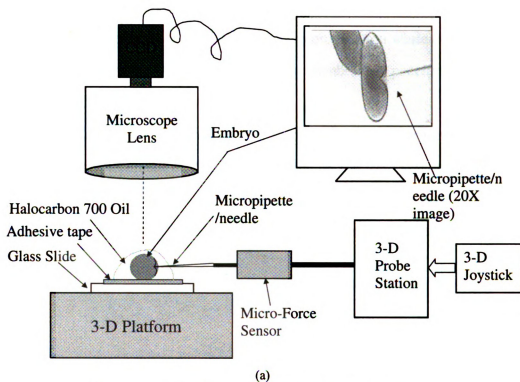 Microscope
Lens
Embryo
Micropipette/n
eedle (20X
image)
Halocarbon 700 Oil
Micropipette
/needle
Adhesive tape
Glass Slide
3-D Platform
Micro-Force
Sensor
3-D
Probe
Station
3-D
Joystick
(a)